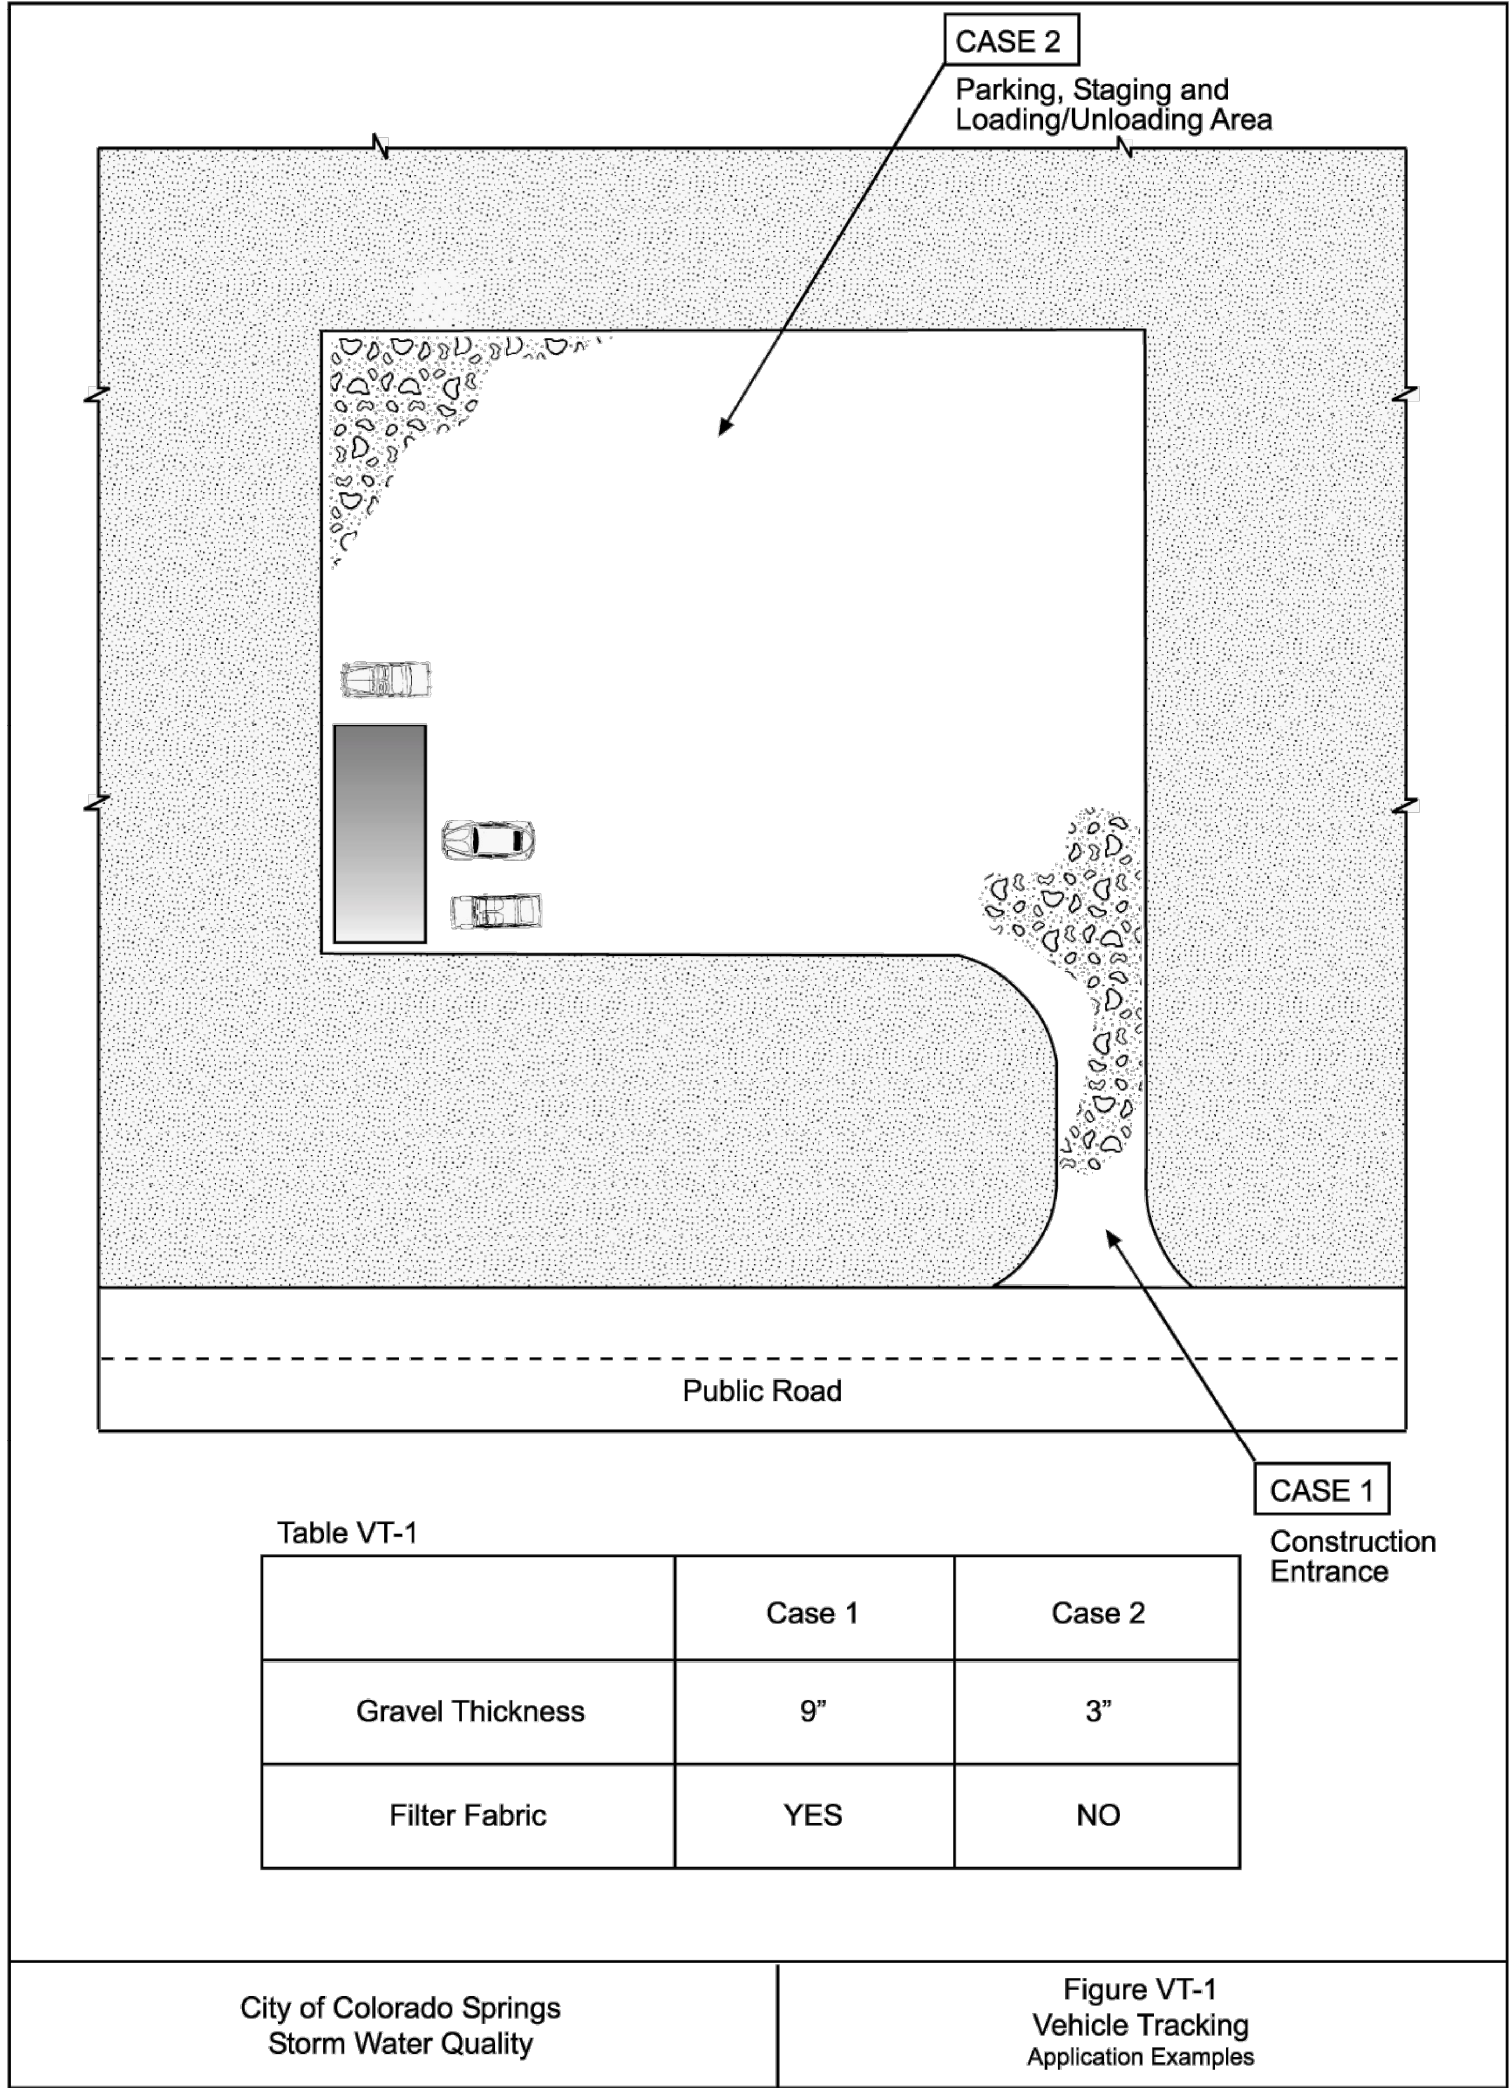 CASE 2
Parking, Staging and
Loading/Unloading Area
Public Road
CASE 1
Construction
Entrance
Table VT-1
Case 1 Case 2
Gravel Thickness 9” 3”
Filter Fabric YES NO
City of Colorado Springs
Storm Water Quality
Figure VT-1
Vehicle Tracking
Application Examples